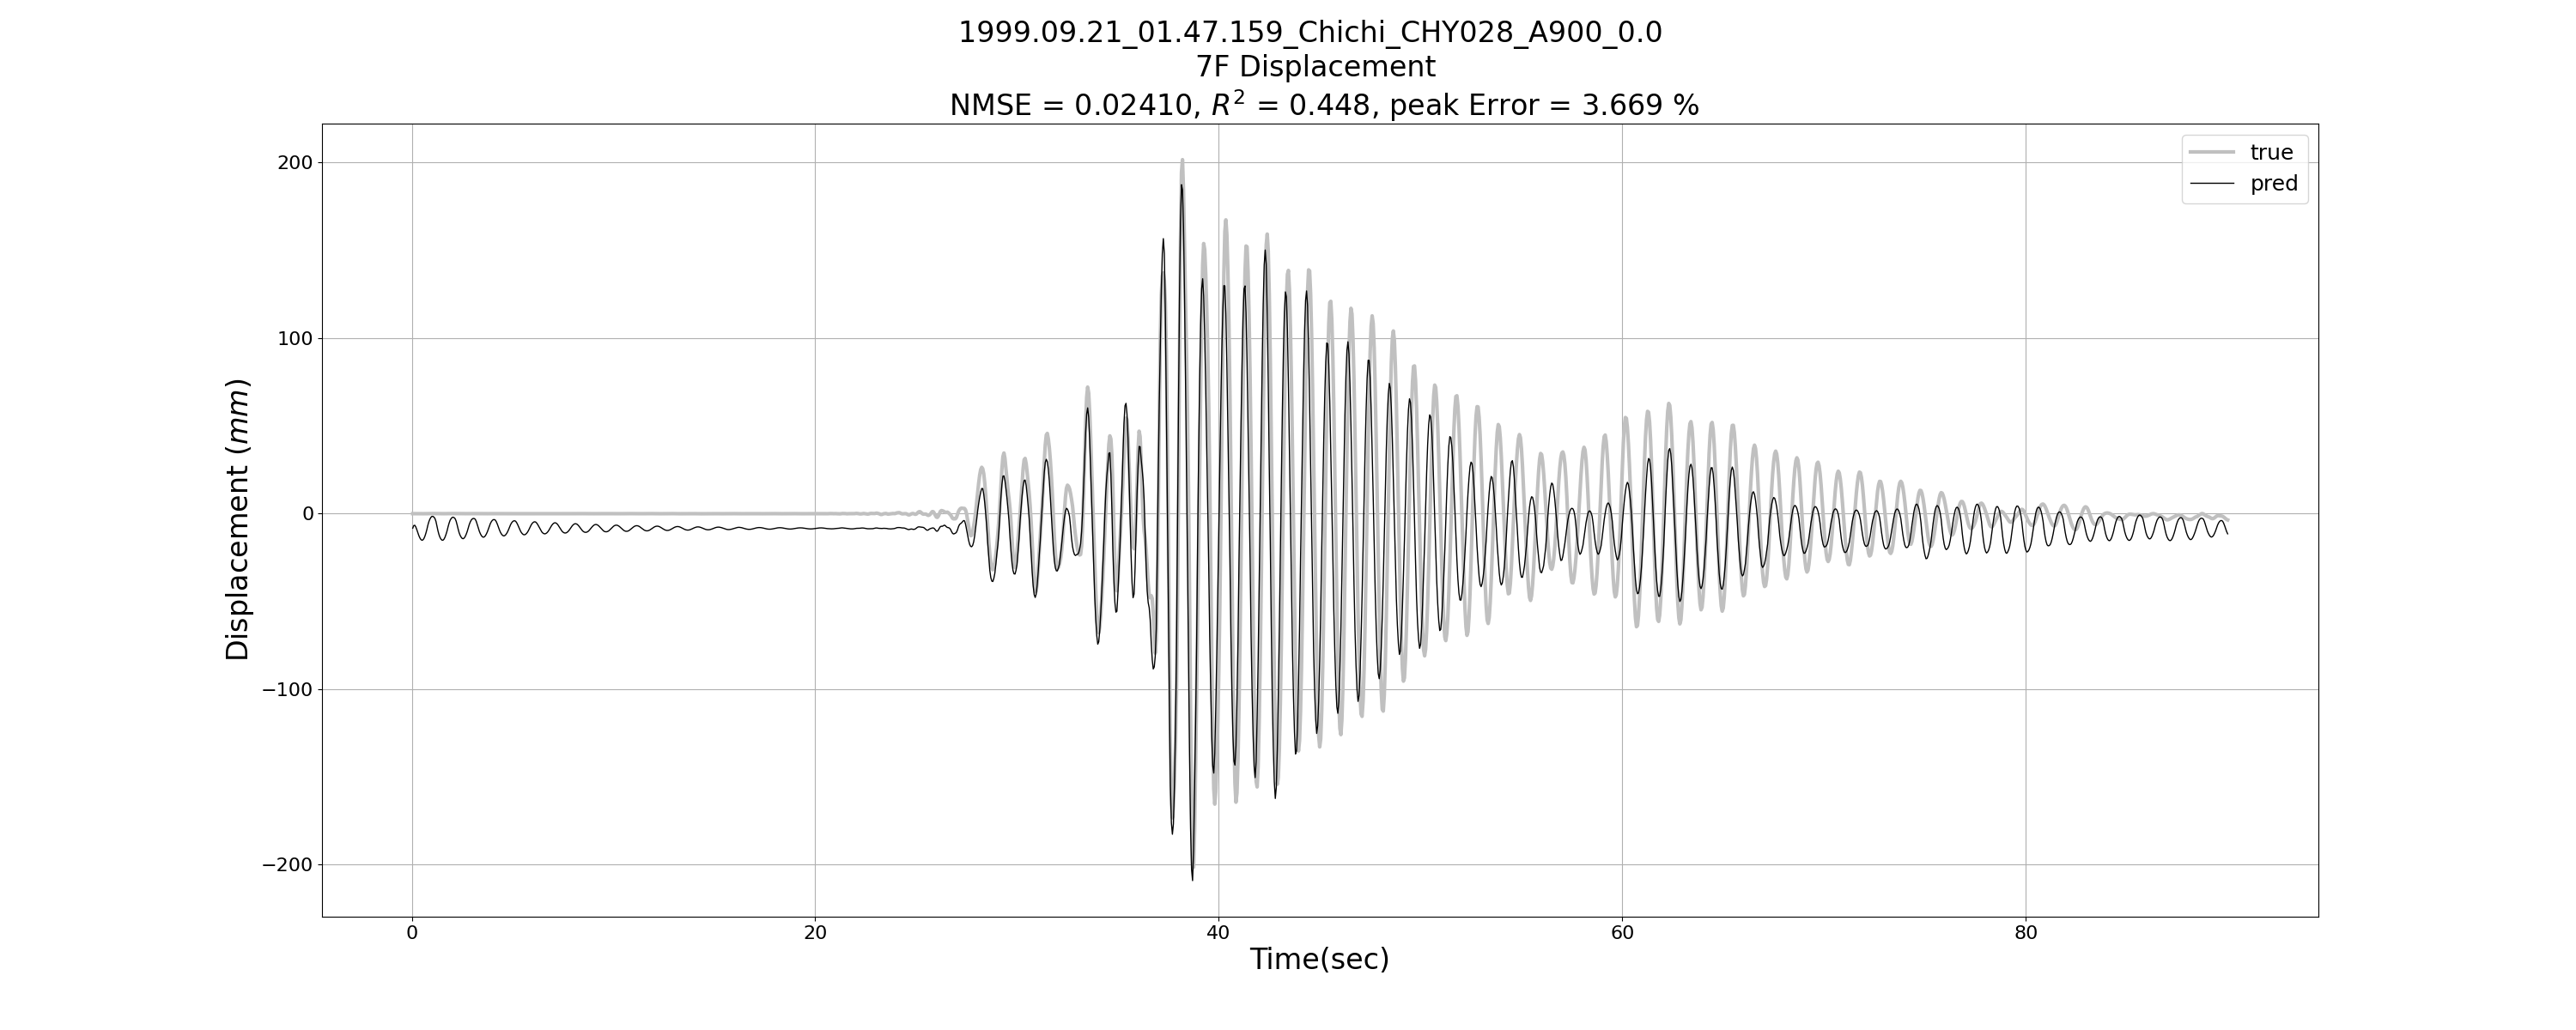 1999.09.21_01.47.159_Chichi_CHY028_A900_0.0
7F Displacement
NMSE = 0.02410, R² = 0.448, peak Error = 3.669 %
true
pred
200
100
0
−100
−200
Displacement (mm)
0 20 40 60 80
Time(sec)